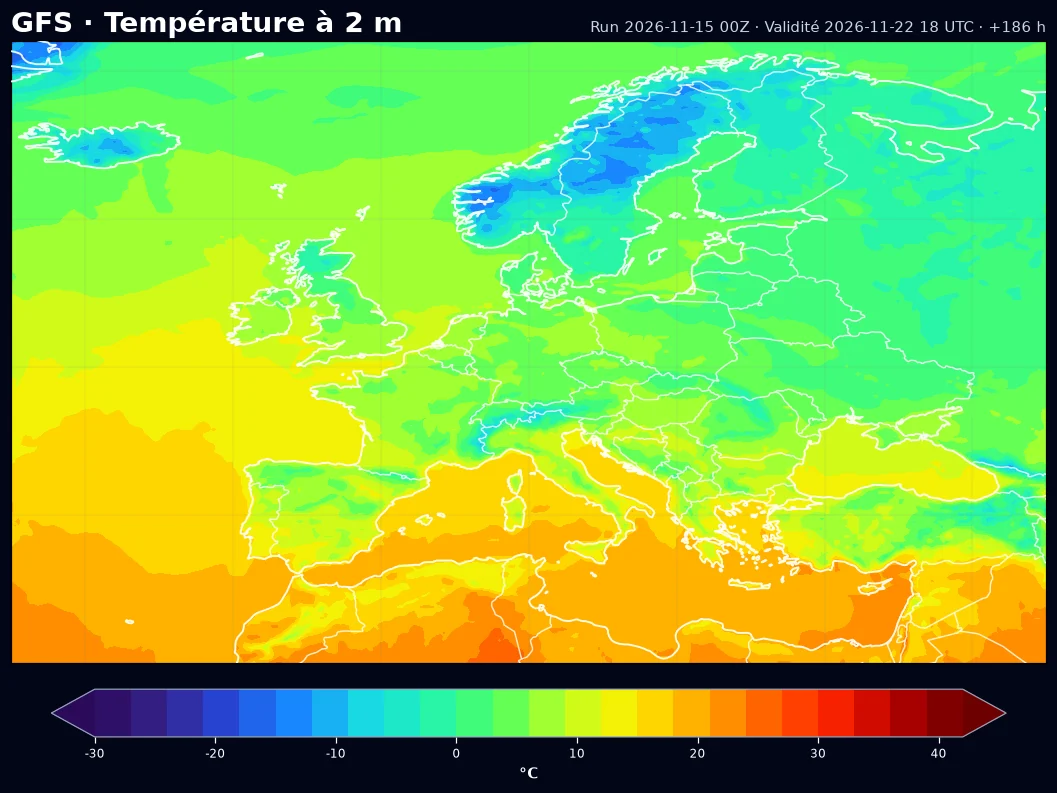 GFS · Température à 2 m
Run 2026-11-15 00Z · Validité 2026-11-22 18 UTC · +186 h
-30 -20 -10 0 10 20 30 40
°C